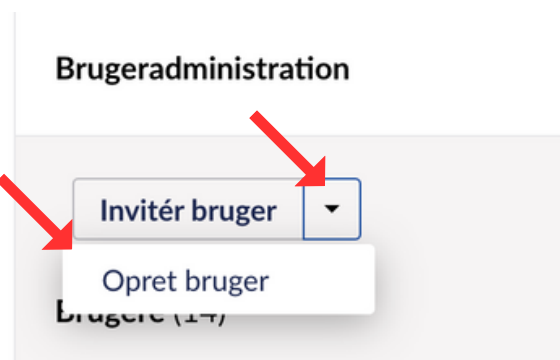 Brugeradministration
Invitér bruger
Opret bruger
Brugere (14)